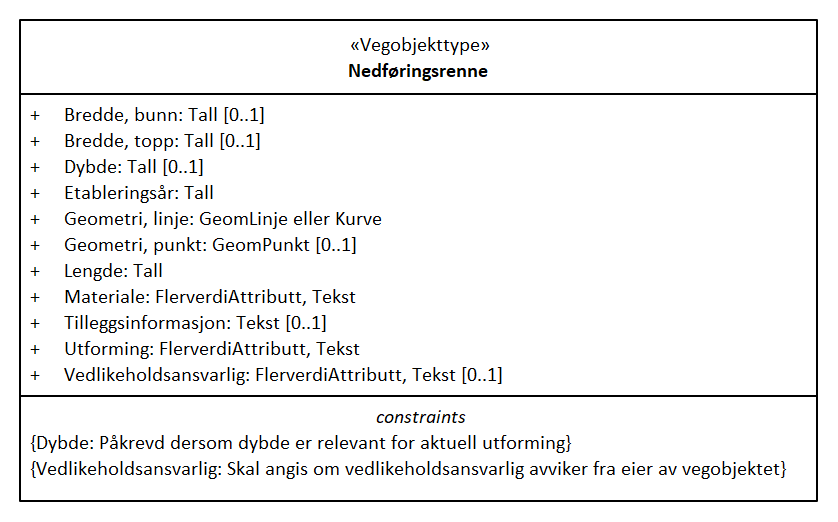 «Vegobjekttype»
Nedføringsrenne
+ Bredde, bunn: Tall [0..1]
+ Bredde, topp: Tall [0..1]
+ Dybde: Tall [0..1]
+ Etableringsår: Tall
+ Geometri, linje: GeomLinje eller Kurve
+ Geometri, punkt: GeomPunkt [0..1]
+ Lengde: Tall
+ Materiale: FlerverdiAttributt, Tekst
+ Tilleggsinformasjon: Tekst [0..1]
+ Utforming: FlerverdiAttributt, Tekst
+ Vedlikeholdsansvarlig: FlerverdiAttributt, Tekst [0..1]
constraints
{Dybde: Påkrevd dersom dybde er relevant for aktuell utforming}
{Vedlikeholdsansvarlig: Skal angis om vedlikeholdsansvarlig avviker fra eier av vegobjektet}